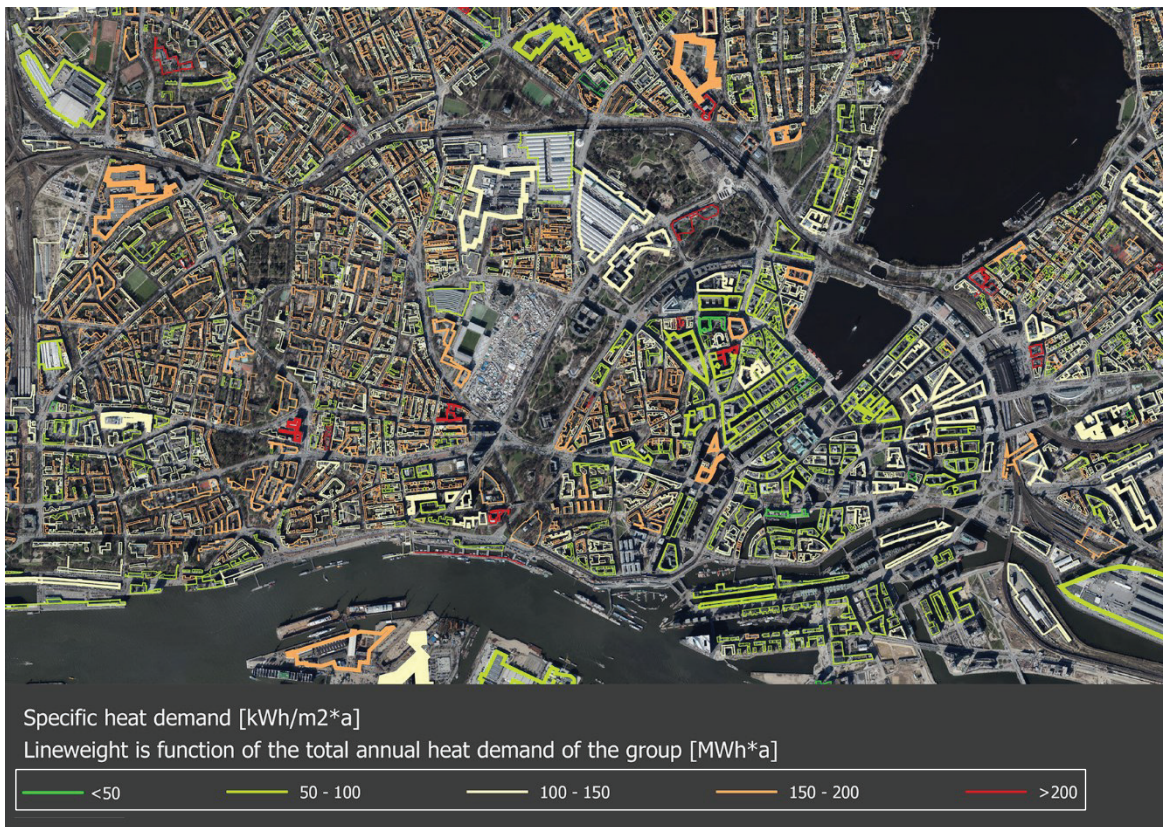 Specific heat demand [kWh/m2*a]
Lineweight is function of the total annual heat demand of the group [MWh*a]
<50
50 - 100
100 - 150
150 - 200
>200